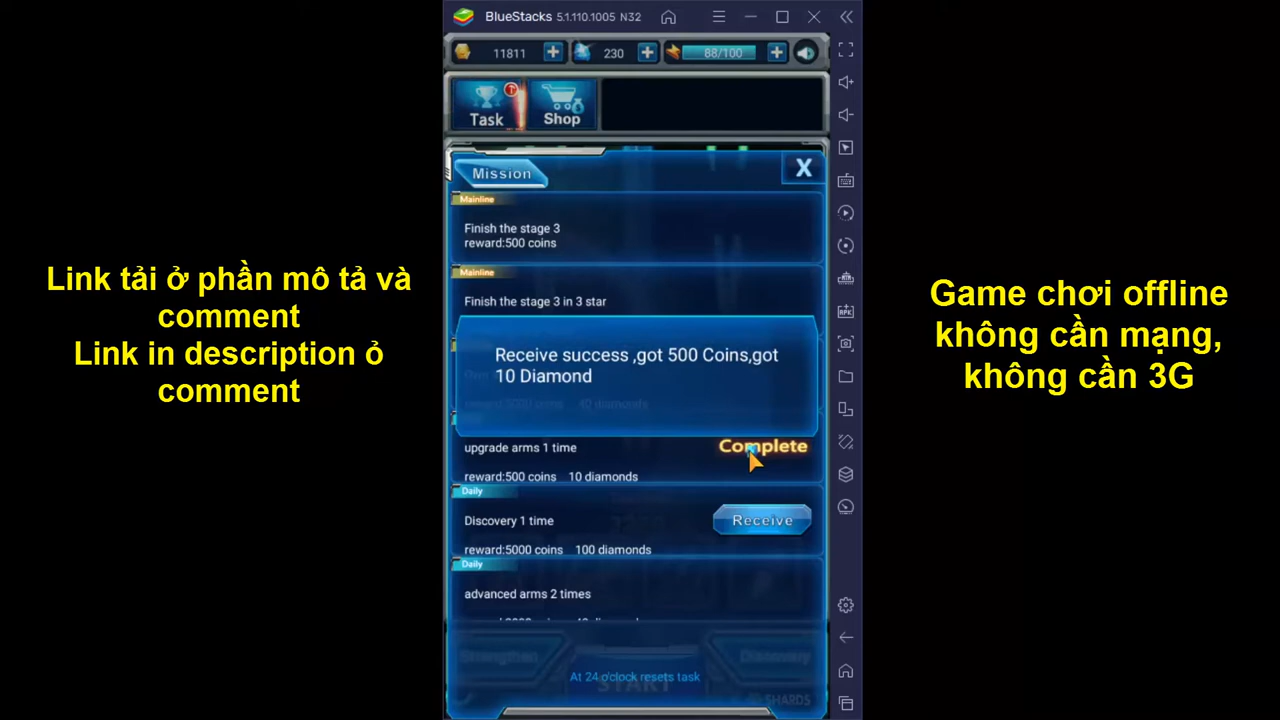 BlueStacks 5.1.110.1005 N32
11811
230
88/100
Task
Shop
Mission
Mainline
Finish the stage 3
reward:500 coins
Mainline
Finish the stage 3 in 3 star
Receive success ,got 500 Coins,got
10 Diamond
upgrade arms 1 time
Complete
reward:500 coins 10 diamonds
Daily
Discovery 1 time
Receive
reward:5000 coins 100 diamonds
Daily
advanced arms 2 times
Strengthen
Discovery
START
At 24 o'clock resets task
SHARDS
Link tải ở phần mô tả và
comment
Link in description ỏ
comment
Game chơi offline
không cần mạng,
không cần 3G